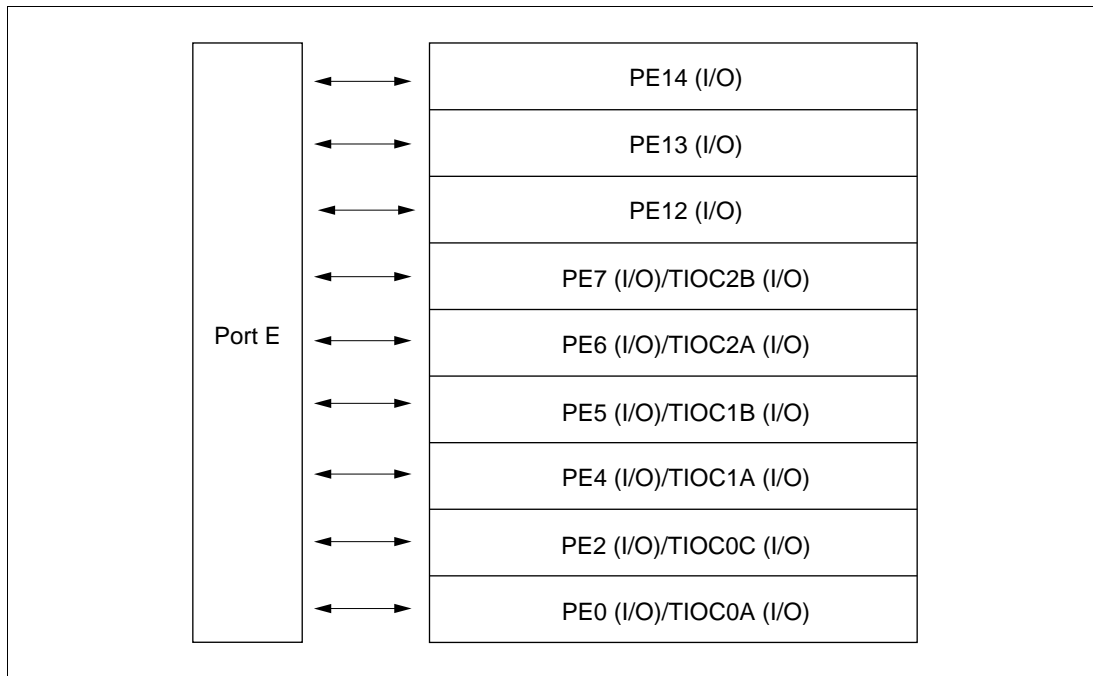 PE14 (I/O)
PE13 (I/O)
PE12 (I/O)
PE7 (I/O)/TIOC2B (I/O)
Port E
PE6 (I/O)/TIOC2A (I/O)
PE5 (I/O)/TIOC1B (I/O)
PE4 (I/O)/TIOC1A (I/O)
PE2 (I/O)/TIOC0C (I/O)
PE0 (I/O)/TIOC0A (I/O)